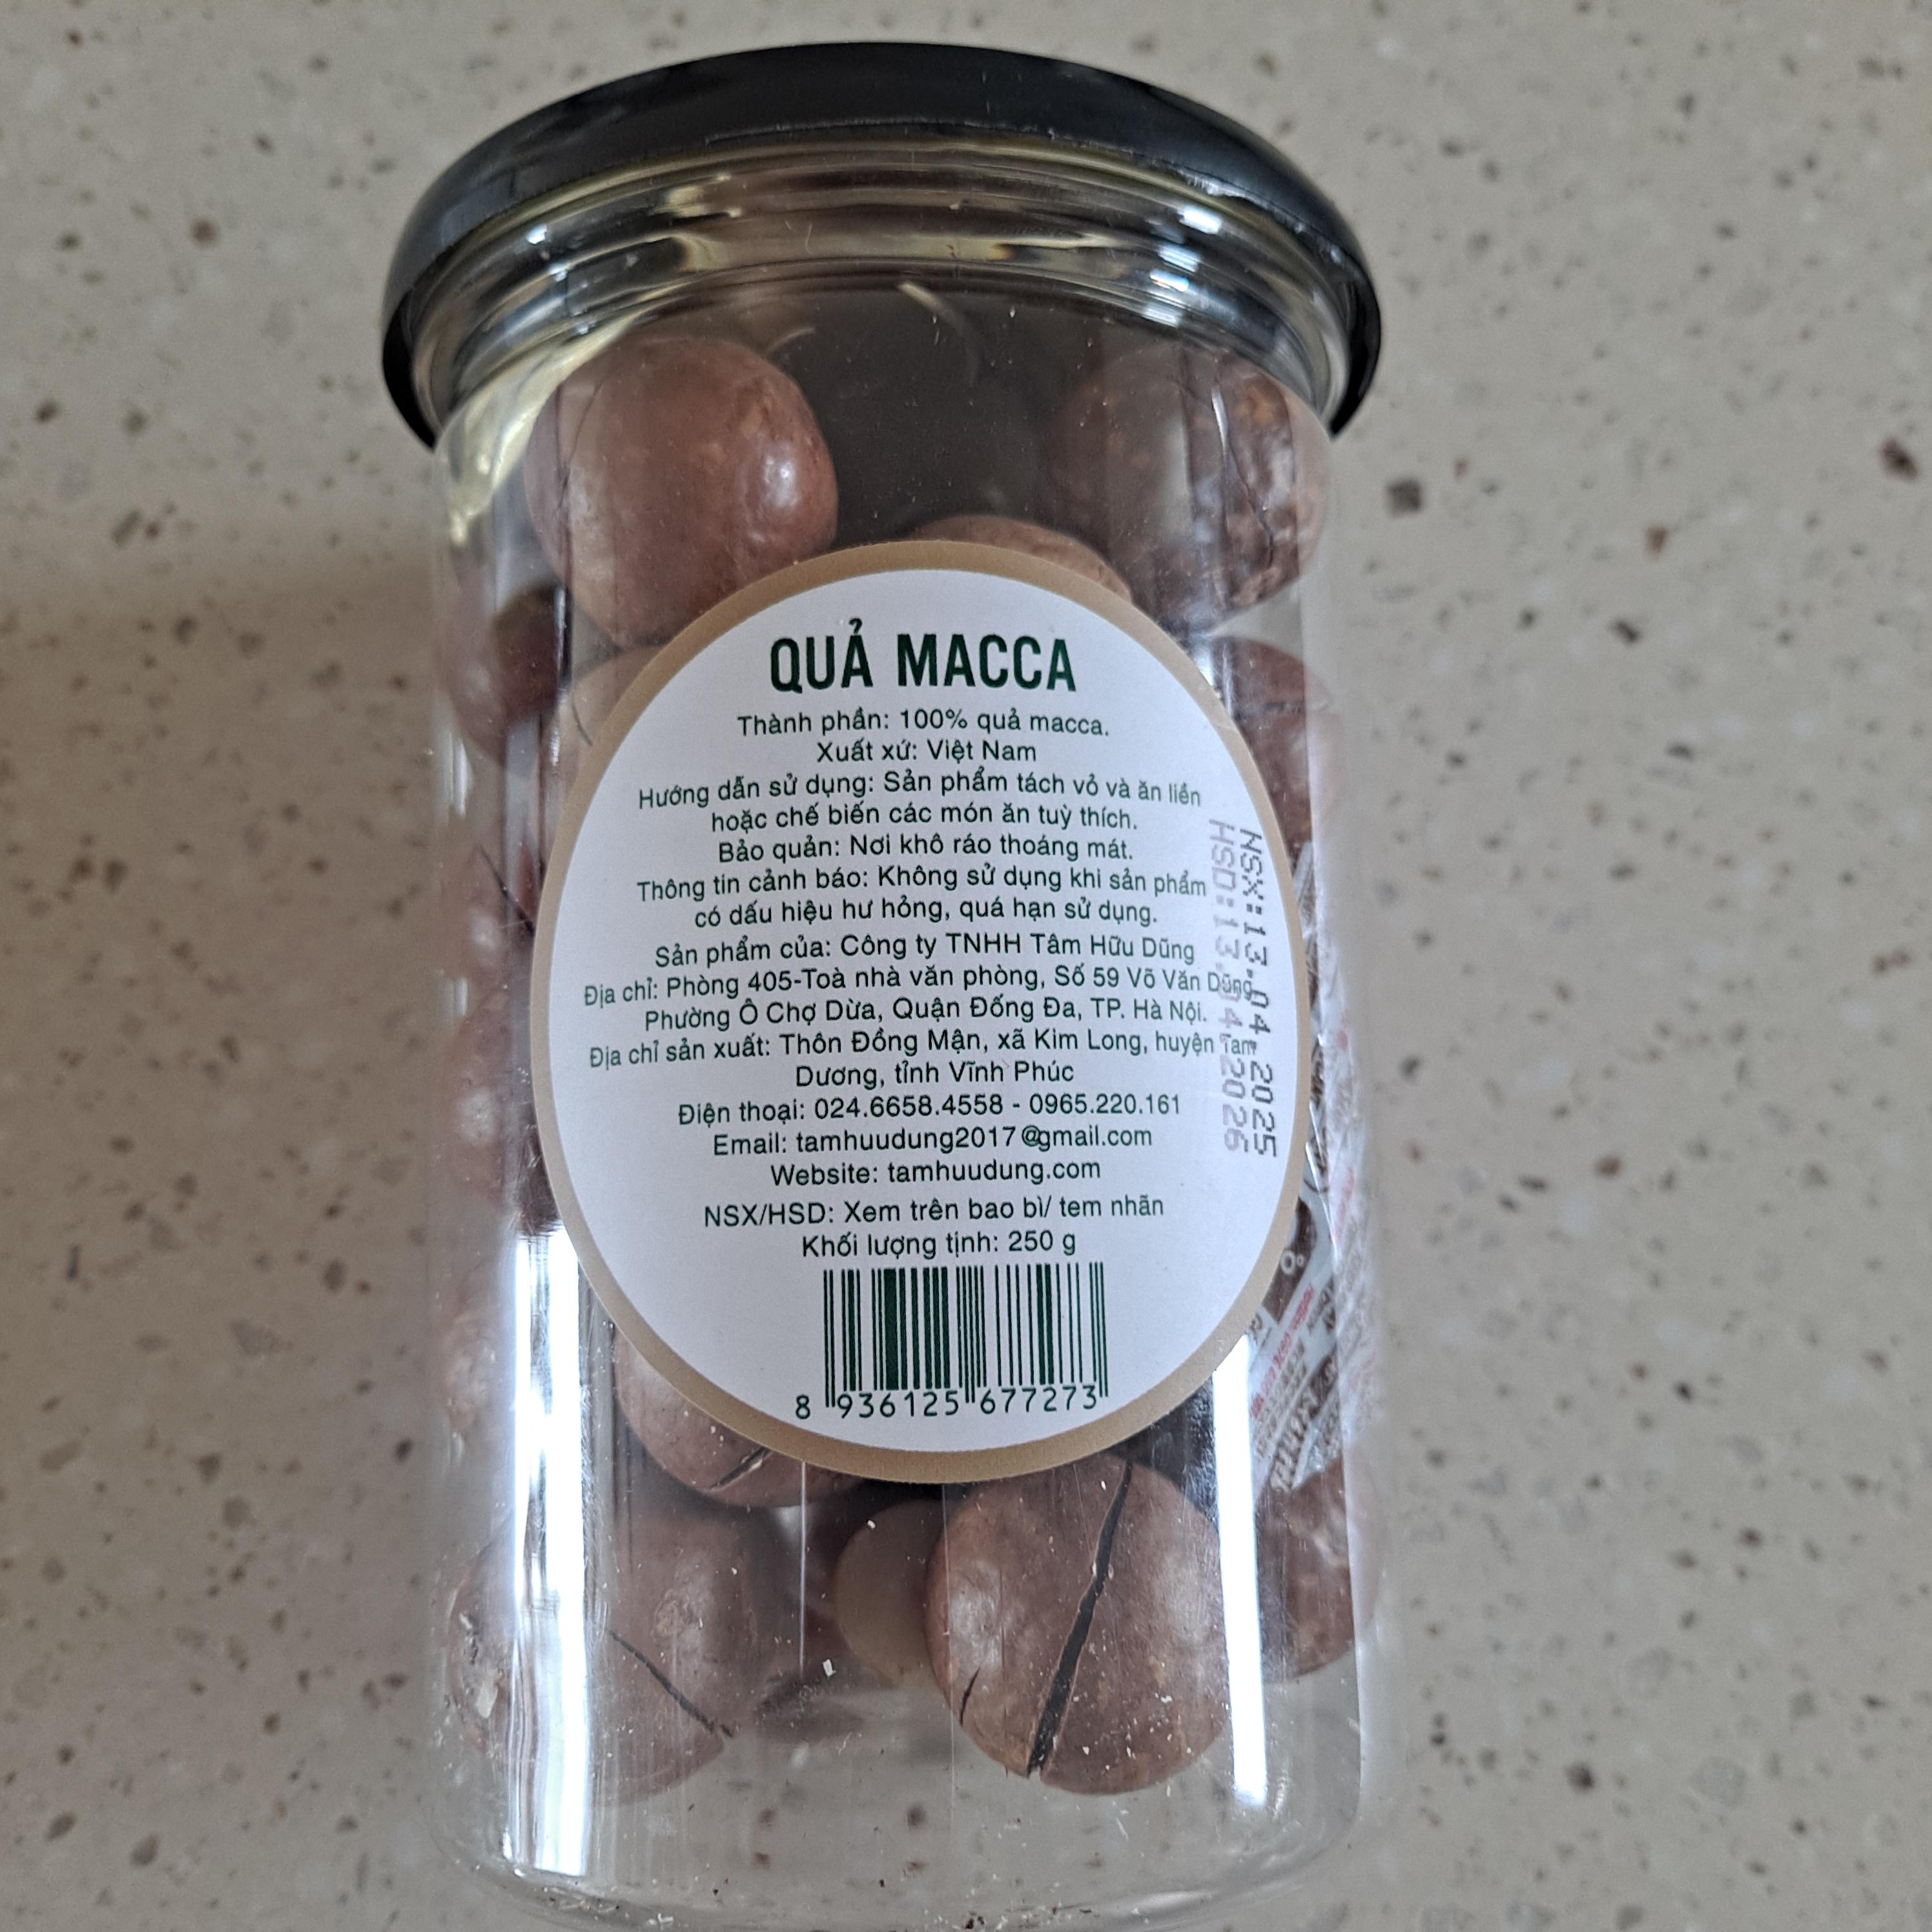 QUẢ MACCA
Thành phần: 100% quả macca.
Xuất xứ: Việt Nam
Hướng dẫn sử dụng: Sản phẩm tách vỏ và ăn liền
hoặc chế biến các món ăn tuỳ thích.
Bảo quản: Nơi khô ráo thoáng mát.
Thông tin cảnh báo: Không sử dụng khi sản phẩm
có dấu hiệu hư hỏng, quá hạn sử dụng.
Sản phẩm của: Công ty TNHH Tâm Hữu Dũng
Địa chỉ: Phòng 405-Toà nhà văn phòng, Số 59 Võ Văn Dũng,
Phường Ô Chợ Dừa, Quận Đống Đa, TP. Hà Nội.
Địa chỉ sản xuất: Thôn Đồng Mận, xã Kim Long, huyện Tam
Dương, tỉnh Vĩnh Phúc
Điện thoại: 024.6658.4558 - 0965.220.161
Email: tamhuudung2017@gmail.com
Website: tamhuudung.com
NSX/HSD: Xem trên bao bì/ tem nhãn
Khối lượng tịnh: 250 g
8 936125 677273
NSX:13.04.2025
HSD:13.04.2026